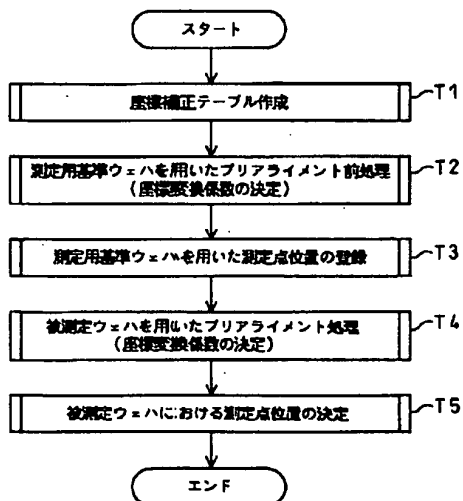 スタート
座標補正テーブル作成
T1
測定用基準ウェハを用いたプリアライメント前処理
(座標変換係数の決定)
T2
測定用基準ウェハを用いた測定点位置の登録
T3
被測定ウェハを用いたプリアライメント処理
(座標変換係数の決定)
T4
被測定ウェハにおける測定点位置の決定
T5
エンド